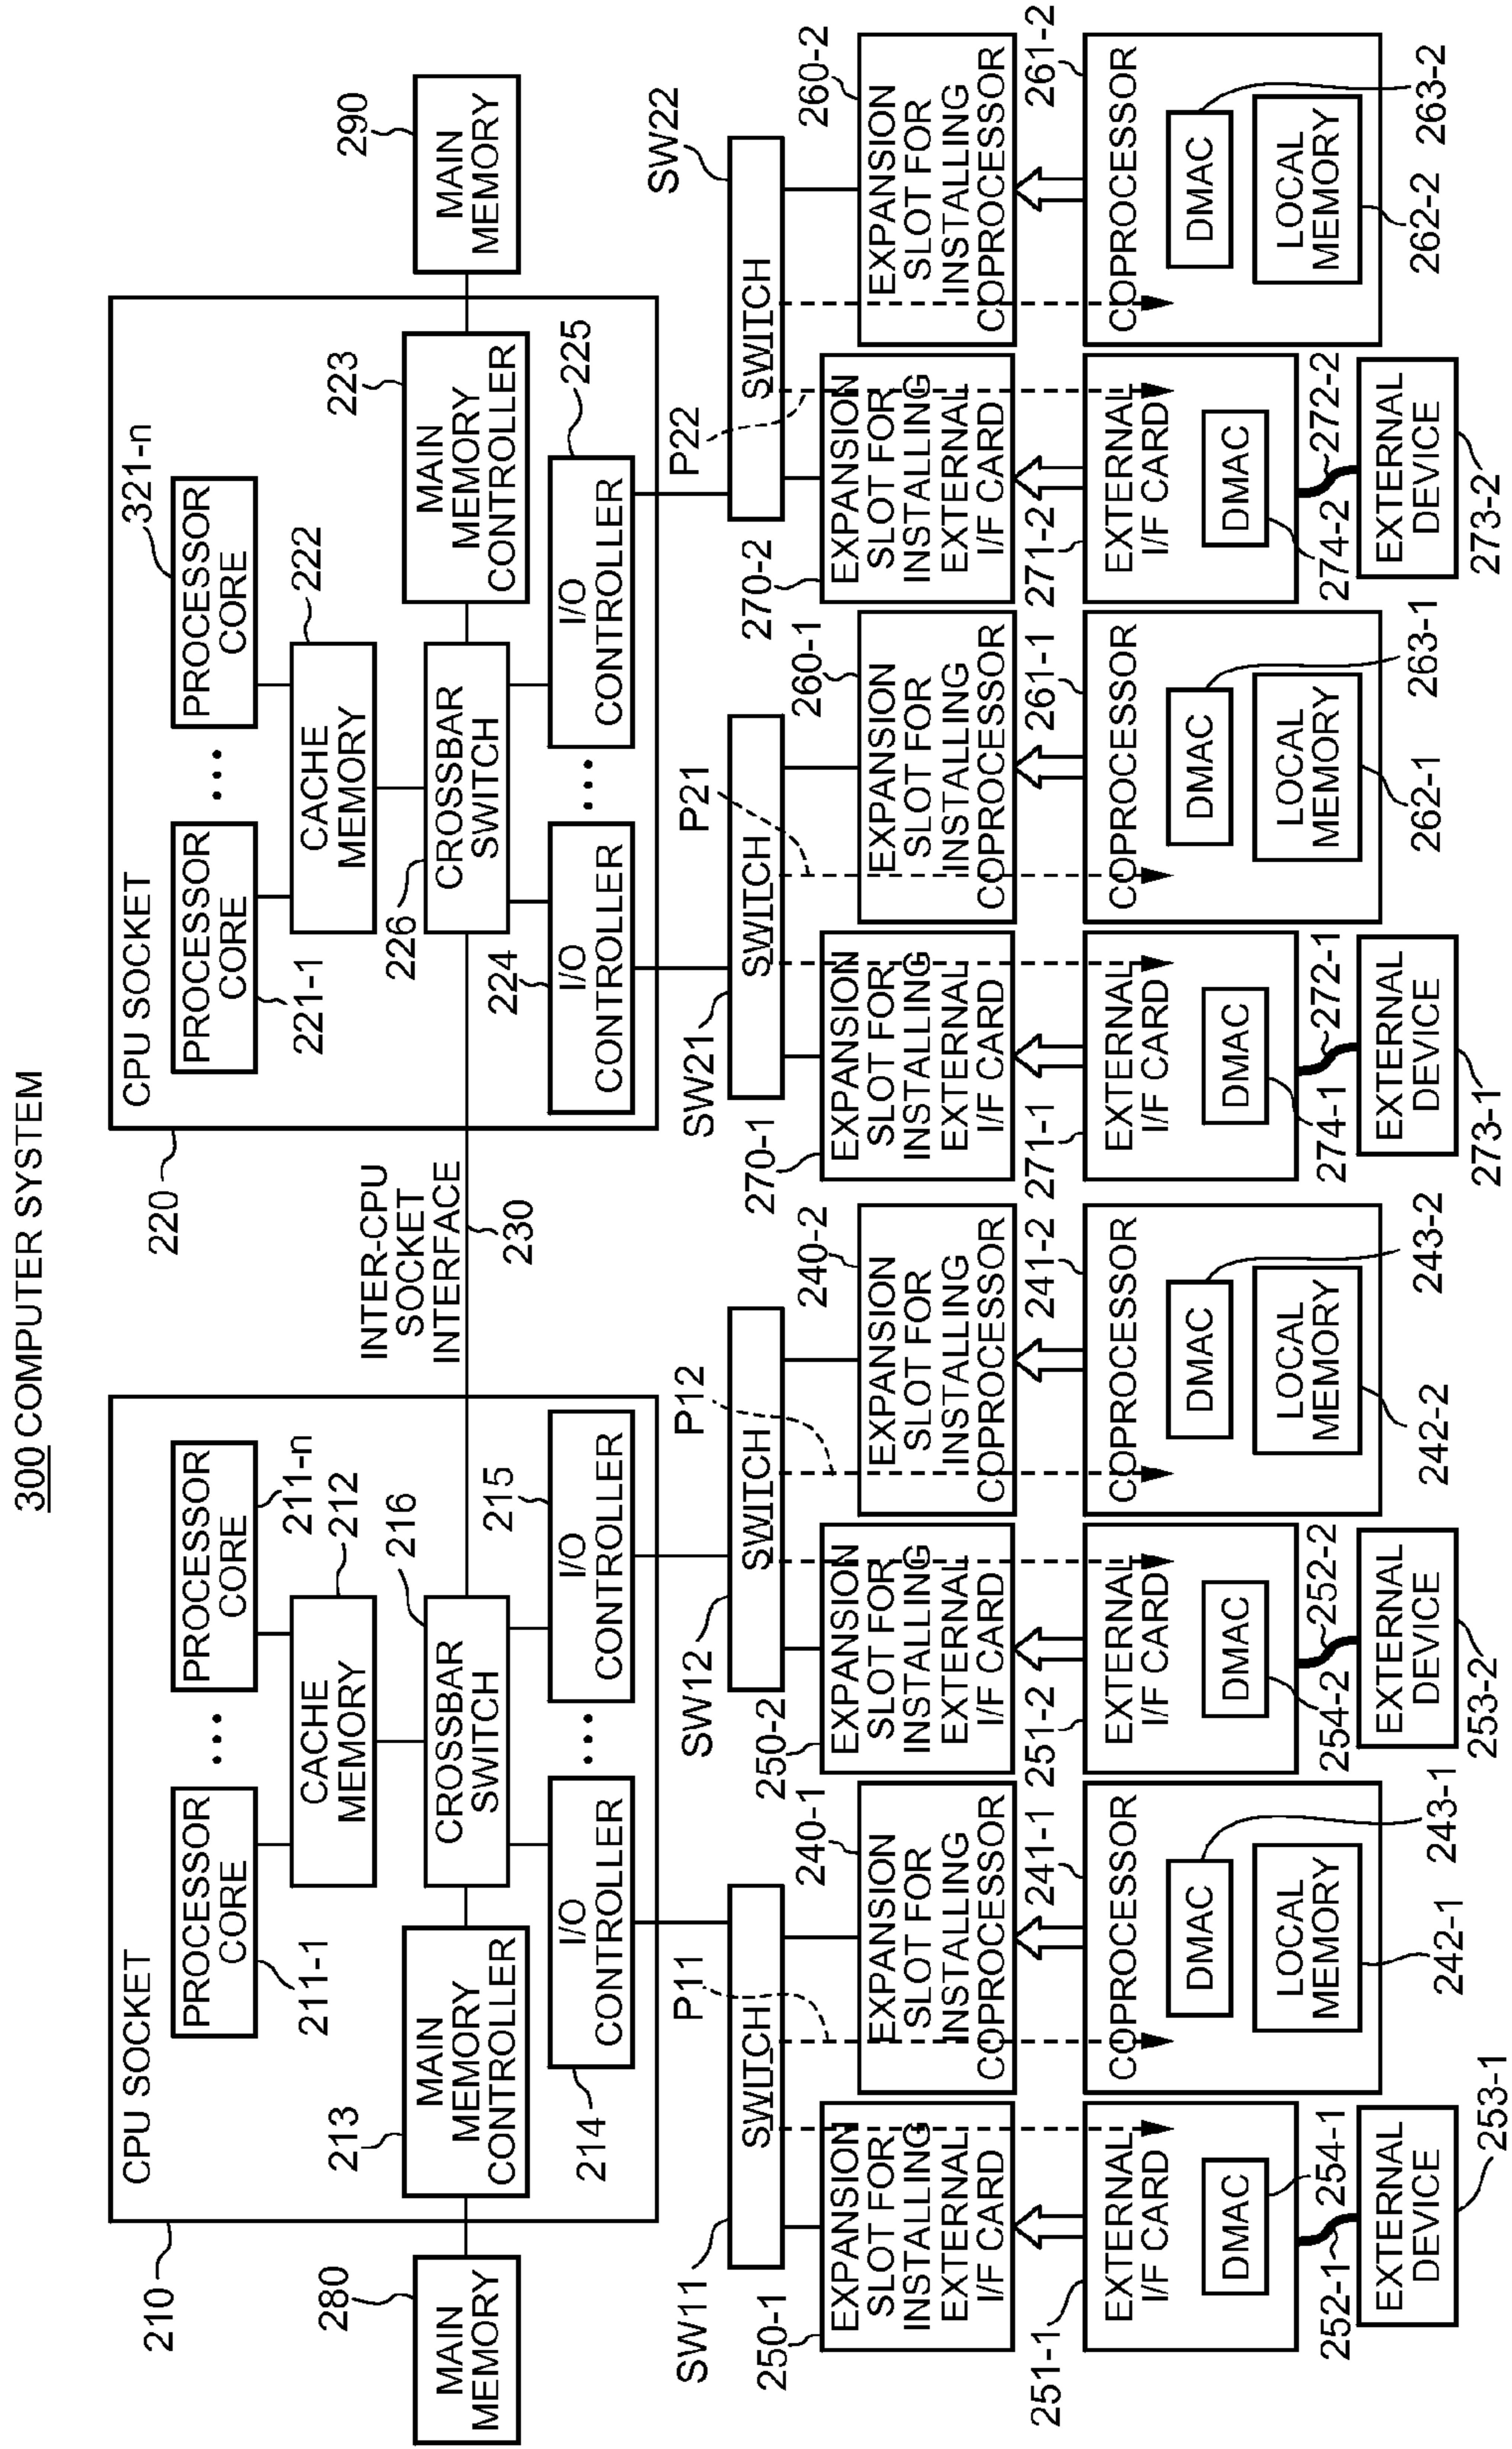 300 COMPUTER SYSTEM
210
CPU SOCKET
PROCESSOR
CORE
211-1
...
PROCESSOR
CORE
211-n
CACHE
MEMORY
212
280
MAIN
MEMORY
213
MAIN
MEMORY
CONTROLLER
CROSSBAR
SWITCH
216
214
I/O
CONTROLLER
...
I/O
CONTROLLER
215
INTER-CPU
SOCKET
INTERFACE
230
220
CPU SOCKET
PROCESSOR
CORE
221-1
...
PROCESSOR
CORE
321-n
CACHE
MEMORY
222
226
CROSSBAR
SWITCH
MAIN
MEMORY
CONTROLLER
223
MAIN
MEMORY
290
224
I/O
CONTROLLER
...
I/O
CONTROLLER
225
SW11
SWITCH
P11
SW12
SWITCH
P12
SW21
SWITCH
P21
P22
SWITCH
SW22
250-1
EXPANSION
SLOT FOR
INSTALLING
EXTERNAL
I/F CARD
240-1
EXPANSION
SLOT FOR
INSTALLING
COPROCESSOR
250-2
EXPANSION
SLOT FOR
INSTALLING
EXTERNAL
I/F CARD
240-2
EXPANSION
SLOT FOR
INSTALLING
COPROCESSOR
270-1
EXPANSION
SLOT FOR
INSTALLING
EXTERNAL
I/F CARD
260-1
EXPANSION
SLOT FOR
INSTALLING
COPROCESSOR
270-2
EXPANSION
SLOT FOR
INSTALLING
EXTERNAL
I/F CARD
260-2
EXPANSION
SLOT FOR
INSTALLING
COPROCESSOR
251-1
EXTERNAL
I/F CARD
DMAC
254-1
252-1
EXTERNAL
DEVICE
253-1
241-1
COPROCESSOR
DMAC
243-1
LOCAL
MEMORY
242-1
251-2
EXTERNAL
I/F CARD
DMAC
254-2
252-2
EXTERNAL
DEVICE
253-2
241-2
COPROCESSOR
DMAC
243-2
LOCAL
MEMORY
242-2
271-1
EXTERNAL
I/F CARD
DMAC
274-1
272-1
EXTERNAL
DEVICE
273-1
261-1
COPROCESSOR
DMAC
263-1
LOCAL
MEMORY
262-1
271-2
EXTERNAL
I/F CARD
DMAC
274-2
272-2
EXTERNAL
DEVICE
273-2
261-2
COPROCESSOR
DMAC
263-2
LOCAL
MEMORY
262-2